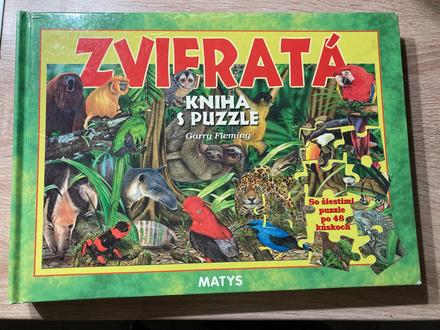 ZVIERATÁ
KNIHA
S PUZZLE
Garry Fleming
So šiestimi
puzzle
po 48
kúskoch
MATYS